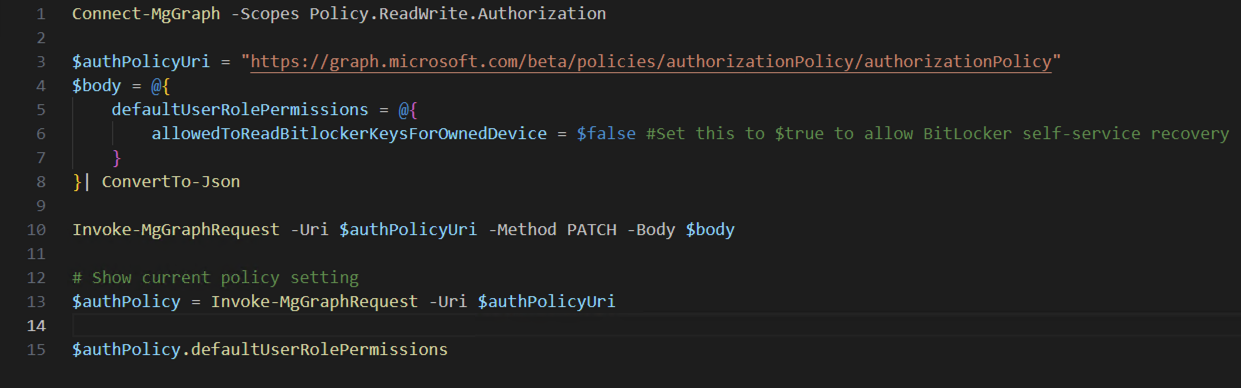 1 Connect-MgGraph -Scopes Policy.ReadWrite.Authorization
2
3 $authPolicyUri = "https://graph.microsoft.com/beta/policies/authorizationPolicy/authorizationPolicy"
4 $body = @{
5     defaultUserRolePermissions = @{
6         allowedToReadBitlockerKeysForOwnedDevice = $false #Set this to $true to allow BitLocker self-service recovery
7     }
8 }| ConvertTo-Json
9
10 Invoke-MgGraphRequest -Uri $authPolicyUri -Method PATCH -Body $body
11
12 # Show current policy setting
13 $authPolicy = Invoke-MgGraphRequest -Uri $authPolicyUri
14
15 $authPolicy.defaultUserRolePermissions